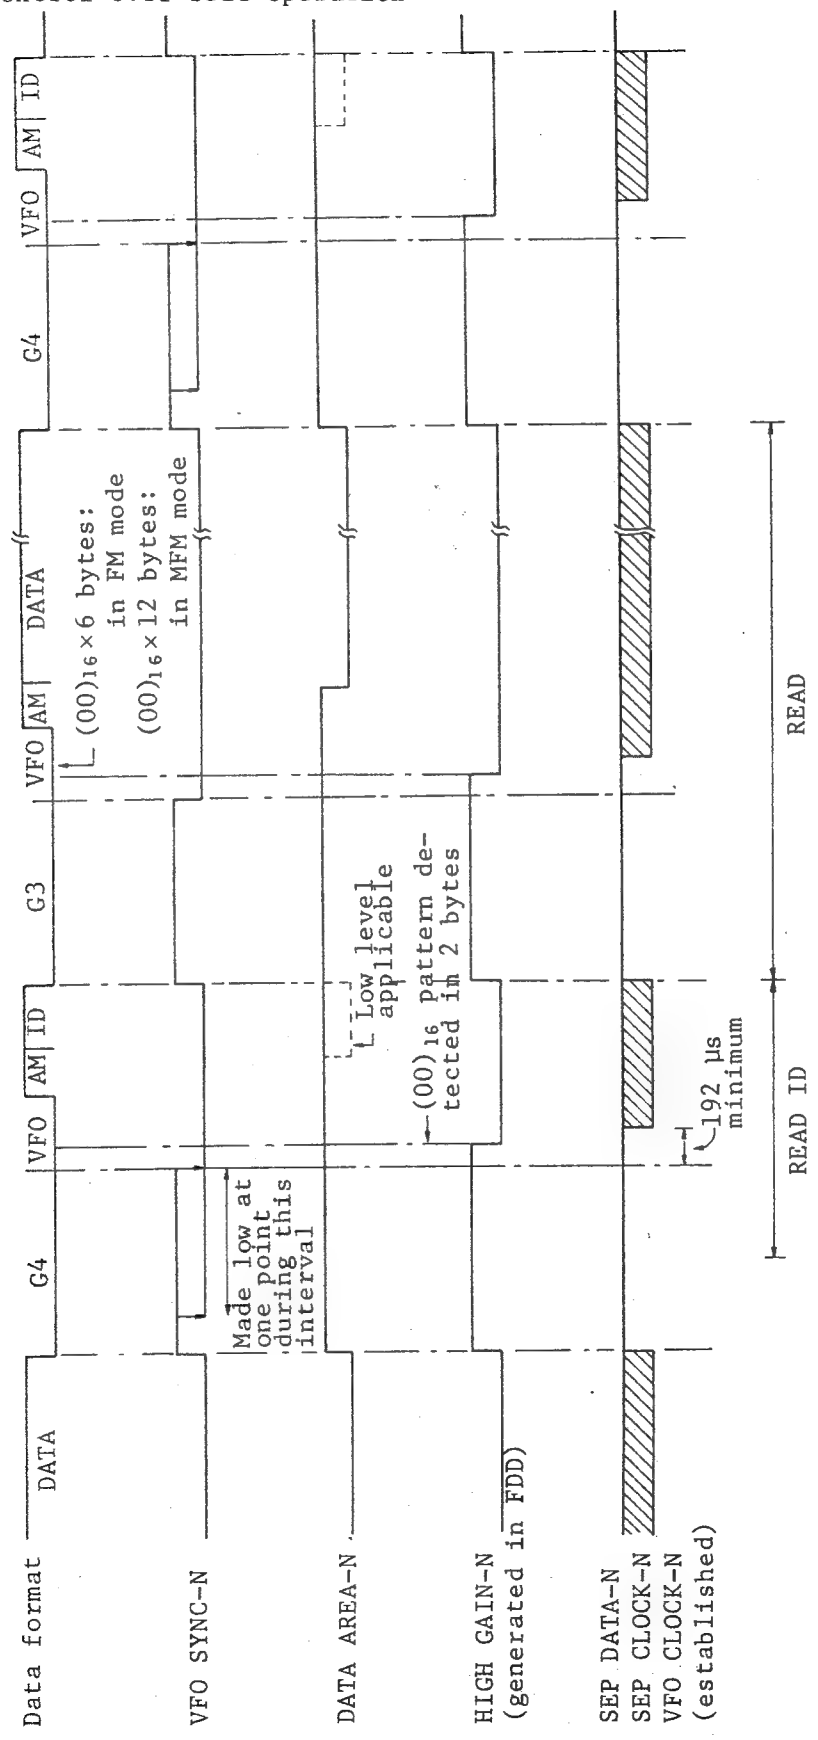 Data format
DATA
G4
VFO
AM
ID
G3
VFO
AM
DATA
G4
VFO
AM
ID
(00)16×6 bytes:
in FM mode
(00)16×12 bytes:
in MFM mode
VFO SYNC-N
Made low at
one point
during this
interval
DATA AREA-N
Low level
applicable
HIGH GAIN-N
(generated in FDD)
(00)16 pattern de-
tected in 2 bytes
SEP DATA-N
SEP CLOCK-N
VFO CLOCK-N
(established)
192 µs
minimum
READ ID
READ